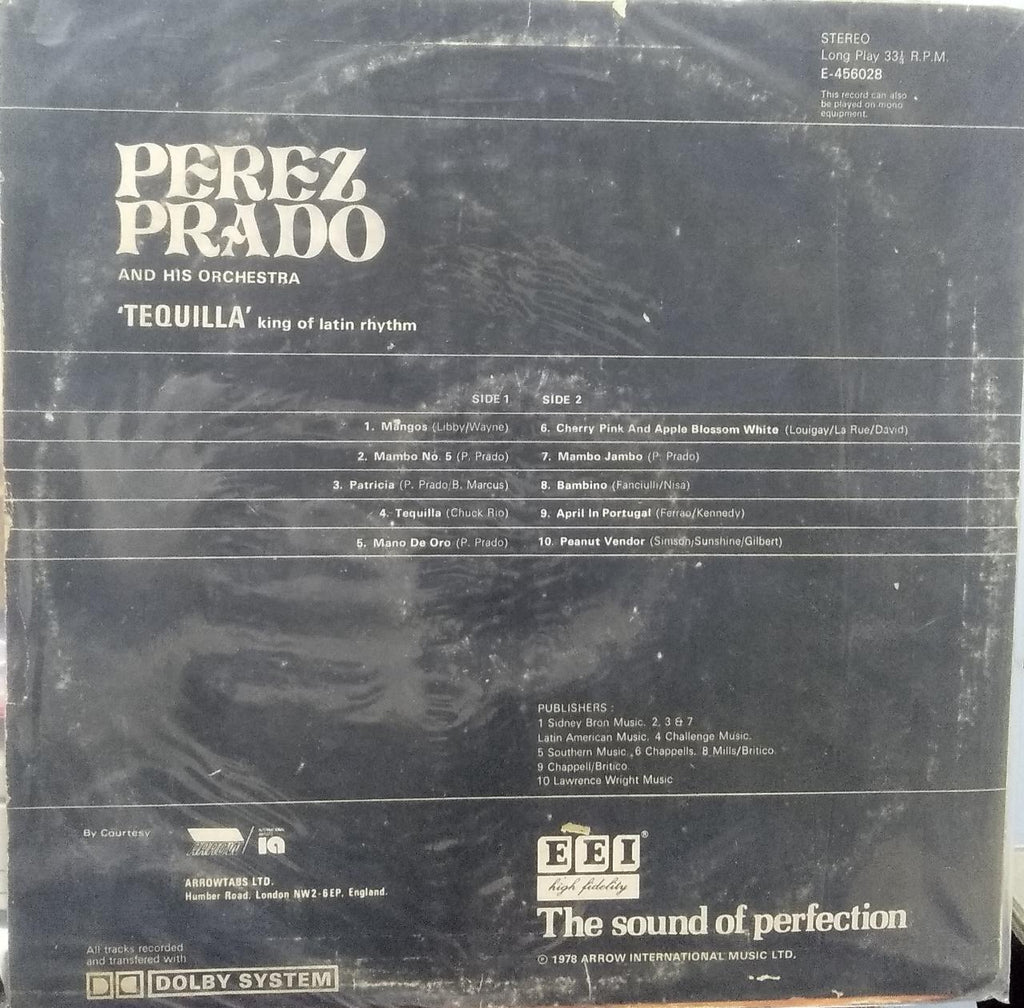 STEREO
Long Play 33⅓ R.P.M.
E-456028
This record can also
be played on mono
equipment.
PEREZ
PRADO
AND HIS ORCHESTRA
'TEQUILLA' king of latin rhythm
SIDE 1
1. Mangos (Libby/Wayne)
2. Mambo No. 5 (P. Prado)
3. Patricia (P. Prado/B. Marcus)
4. Tequilla (Chuck Rio)
5. Mano De Oro (P. Prado)
SIDE 2
6. Cherry Pink And Apple Blossom White (Louigay/La Rue/David)
7. Mambo Jambo (P. Prado)
8. Bambino (Fanciulli/Nisa)
9. April In Portugal (Ferrao/Kennedy)
10. Peanut Vendor (Simson/Sunshine/Gilbert)
PUBLISHERS :
1 Sidney Bron Music. 2, 3 & 7
Latin American Music. 4 Challenge Music.
5 Southern Music. 6 Chappells. 8 Mills/Britico.
9 Chappell/Britico.
10 Lawrence Wright Music
By Courtesy
ia
ARROWTABS LTD.
Humber Road. London NW2-6EP. England.
All tracks recorded
and transfered with
DOLBY SYSTEM
EEI®
high fidelity
The sound of perfection
℗ 1978 ARROW INTERNATIONAL MUSIC LTD.